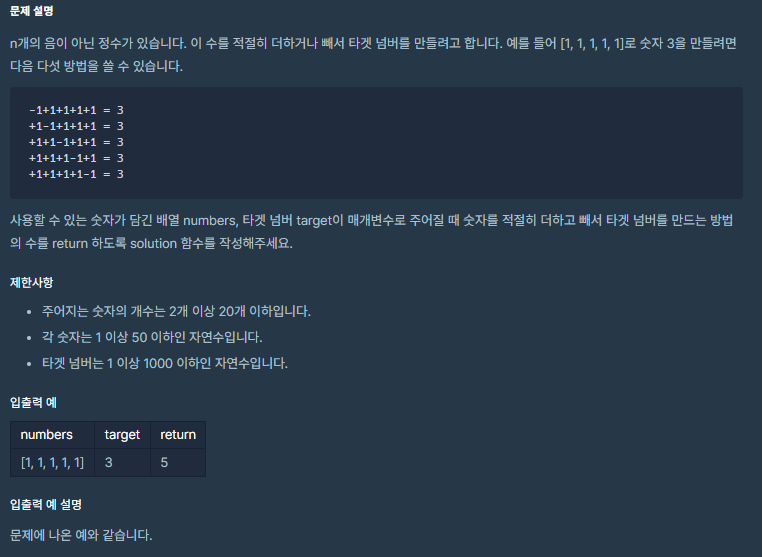 문제 설명
n개의 음이 아닌 정수가 있습니다. 이 수를 적절히 더하거나 빼서 타겟 넘버를 만들려고 합니다. 예를 들어 [1, 1, 1, 1, 1]로 숫자 3을 만들려면
다음 다섯 방법을 쓸 수 있습니다.
-1+1+1+1+1 = 3
+1-1+1+1+1 = 3
+1+1-1+1+1 = 3
+1+1+1-1+1 = 3
+1+1+1+1-1 = 3
사용할 수 있는 숫자가 담긴 배열 numbers, 타겟 넘버 target이 매개변수로 주어질 때 숫자를 적절히 더하고 빼서 타겟 넘버를 만드는 방법
의 수를 return 하도록 solution 함수를 작성해주세요.
제한사항
• 주어지는 숫자의 개수는 2개 이상 20개 이하입니다.
• 각 숫자는 1 이상 50 이하인 자연수입니다.
• 타겟 넘버는 1 이상 1000 이하인 자연수입니다.
입출력 예
numbers target return
[1, 1, 1, 1, 1] 3 5
입출력 예 설명
문제에 나온 예와 같습니다.